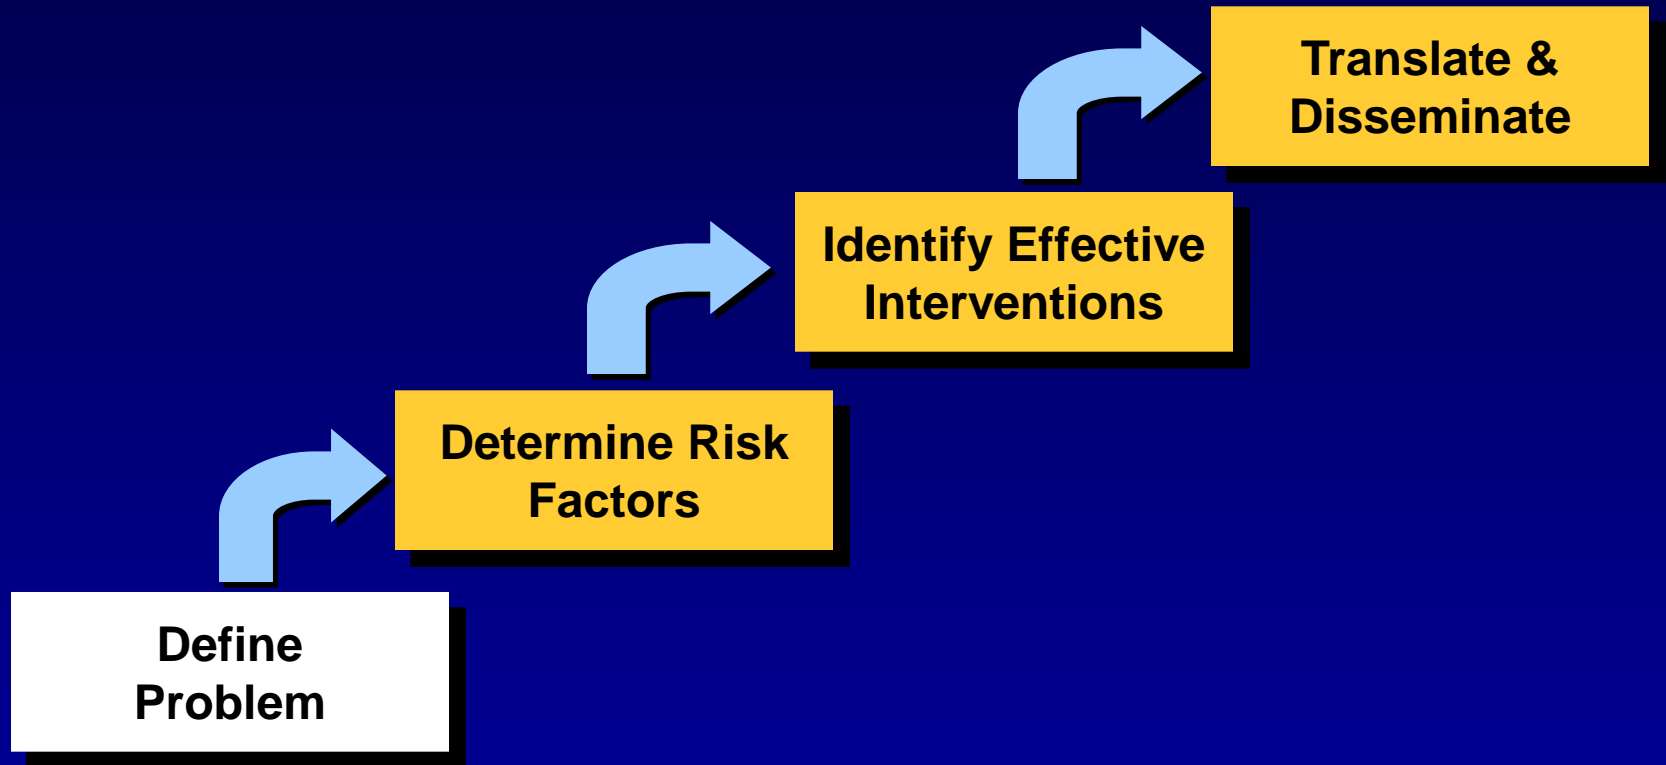 Translate &
Disseminate
Identify Effective
Interventions
Determine Risk
Factors
Define
Problem